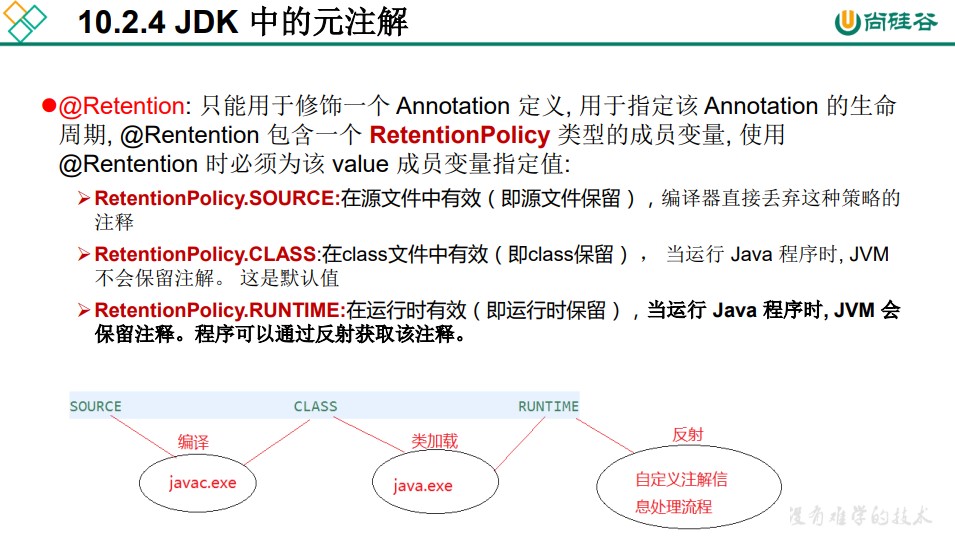 10.2.4 JDK 中的元注解
尚硅谷
@Retention: 只能用于修饰一个 Annotation 定义, 用于指定该 Annotation 的生命
周期, @Rentention 包含一个 RetentionPolicy 类型的成员变量, 使用
@Rentention 时必须为该 value 成员变量指定值:
RetentionPolicy.SOURCE:在源文件中有效（即源文件保留），编译器直接丢弃这种策略的
注释
RetentionPolicy.CLASS:在class文件中有效（即class保留）， 当运行 Java 程序时, JVM
不会保留注解。 这是默认值
RetentionPolicy.RUNTIME:在运行时有效（即运行时保留），当运行 Java 程序时, JVM 会
保留注释。程序可以通过反射获取该注释。
SOURCE CLASS RUNTIME
编译 类加载 反射
javac.exe java.exe 自定义注解信
息处理流程
没有难学的技术